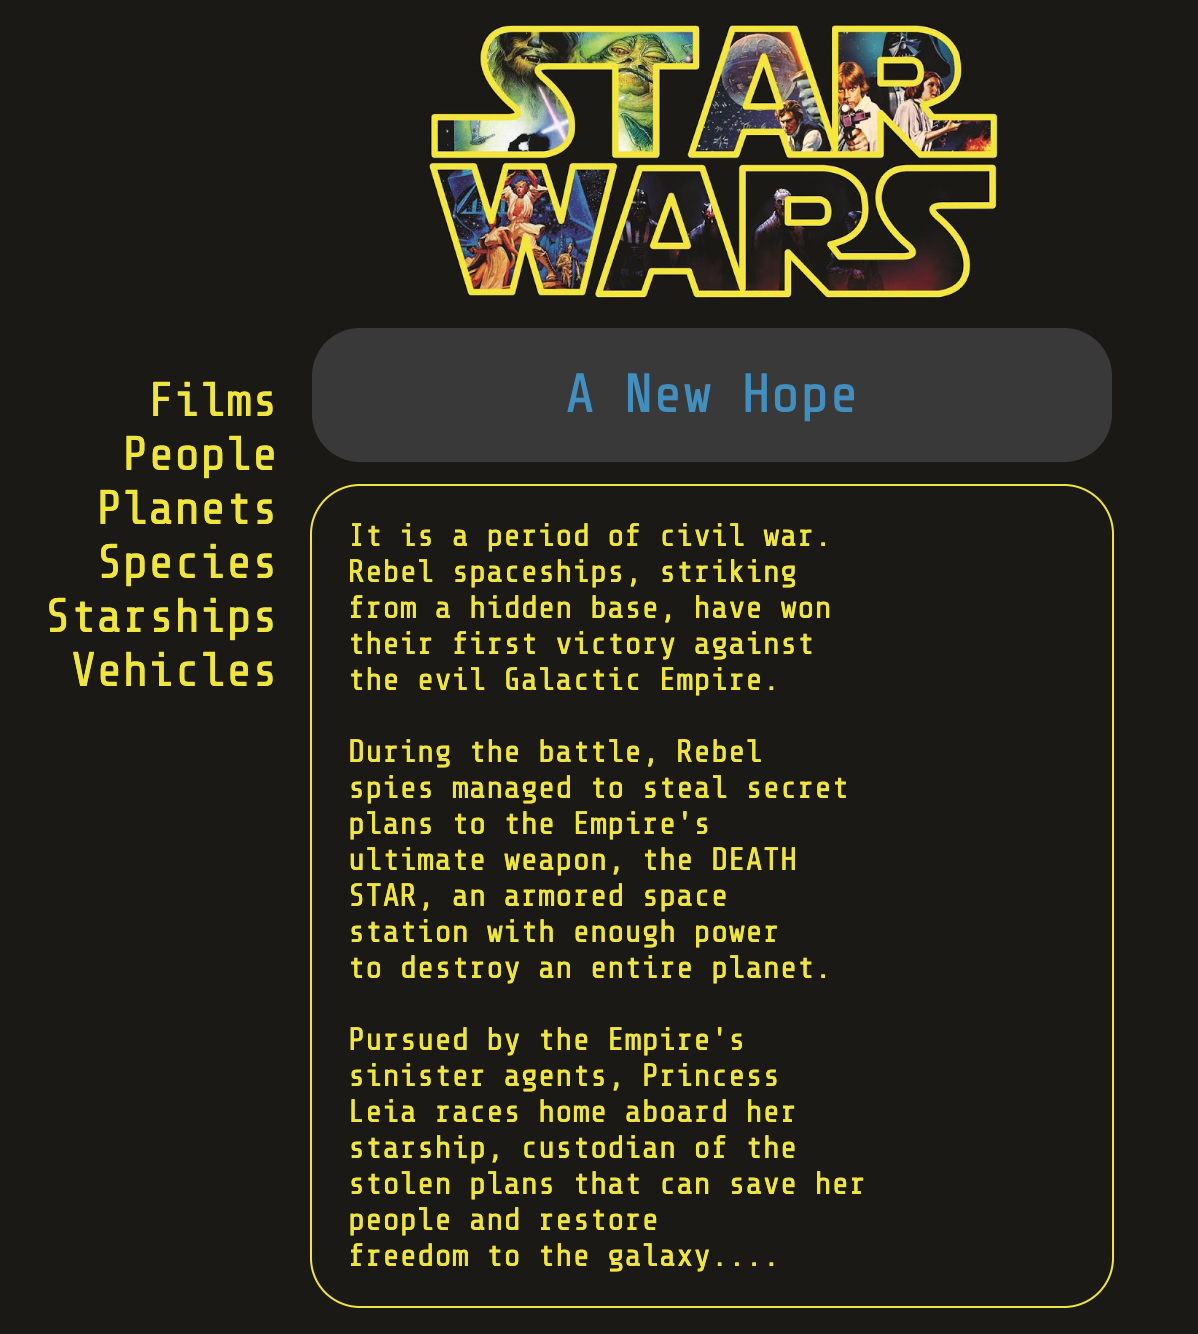 STAR
WARS
A New Hope
Films
People
Planets
Species
Starships
Vehicles
It is a period of civil war.
Rebel spaceships, striking
from a hidden base, have won
their first victory against
the evil Galactic Empire.
During the battle, Rebel
spies managed to steal secret
plans to the Empire's
ultimate weapon, the DEATH
STAR, an armored space
station with enough power
to destroy an entire planet.
Pursued by the Empire's
sinister agents, Princess
Leia races home aboard her
starship, custodian of the
stolen plans that can save her
people and restore
freedom to the galaxy....